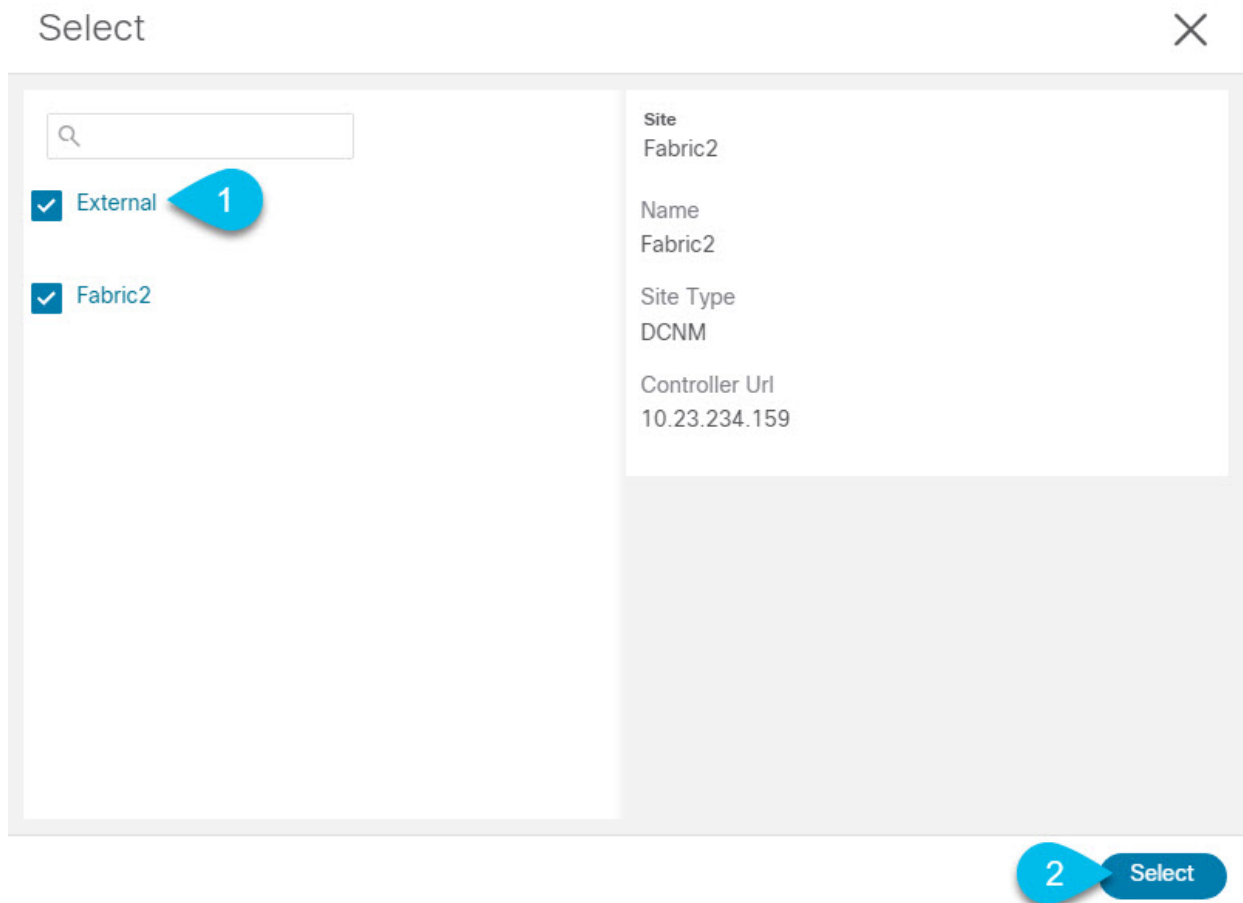 Select
External
1
Fabric2
Site
Fabric2
Name
Fabric2
Site Type
DCNM
Controller Url
10.23.234.159
2
Select